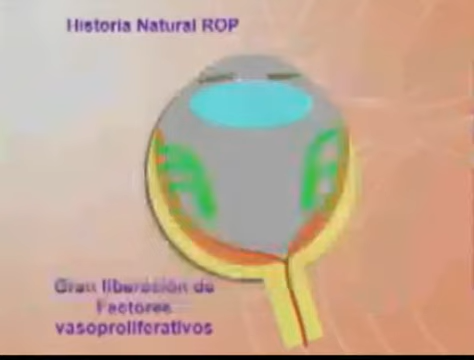 Historia Natural ROP
Gran liberación de
Factores
vasoproliferativos